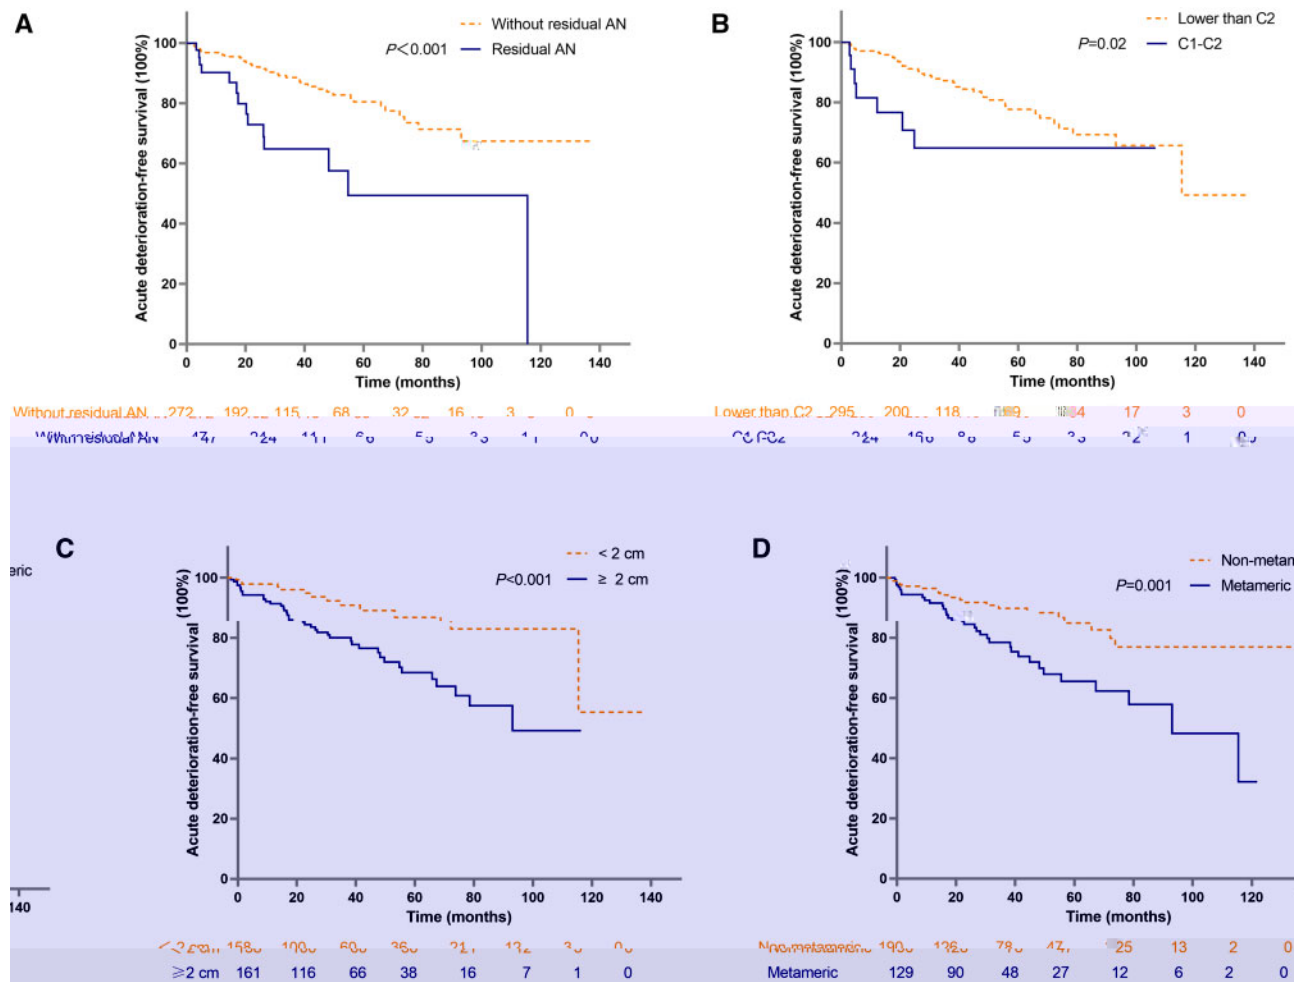 A
Acute deterioration-free survival (100%)
Without residual AN
P<0.001
Residual AN
100
80
60
40
20
0
0 20 40 60 80 100 120 140
Time (months)
272 192 115 68 32 16 3 0
B
Acute deterioration-free survival (100%)
Lower than C2
P=0.02
C1-C2
100
80
60
40
20
0
0 20 40 60 80 100 120 140
Time (months)
Lower than C2 295 200 118 17 3 0
1
eric
140
C
Acute deterioration-free survival (100%)
< 2 cm
P<0.001
≥ 2 cm
100
80
60
40
20
0
0 20 40 60 80 100 120 140
Time (months)
≥2 cm 161 116 66 38 16 7 1 0
D
Acute deterioration-free survival (100%)
Non-metam
P=0.001
Metameric
100
80
60
40
20
0
0 20 40 60 80 100 120
Time (months)
25 13 2 0
Metameric 129 90 48 27 12 6 2 0